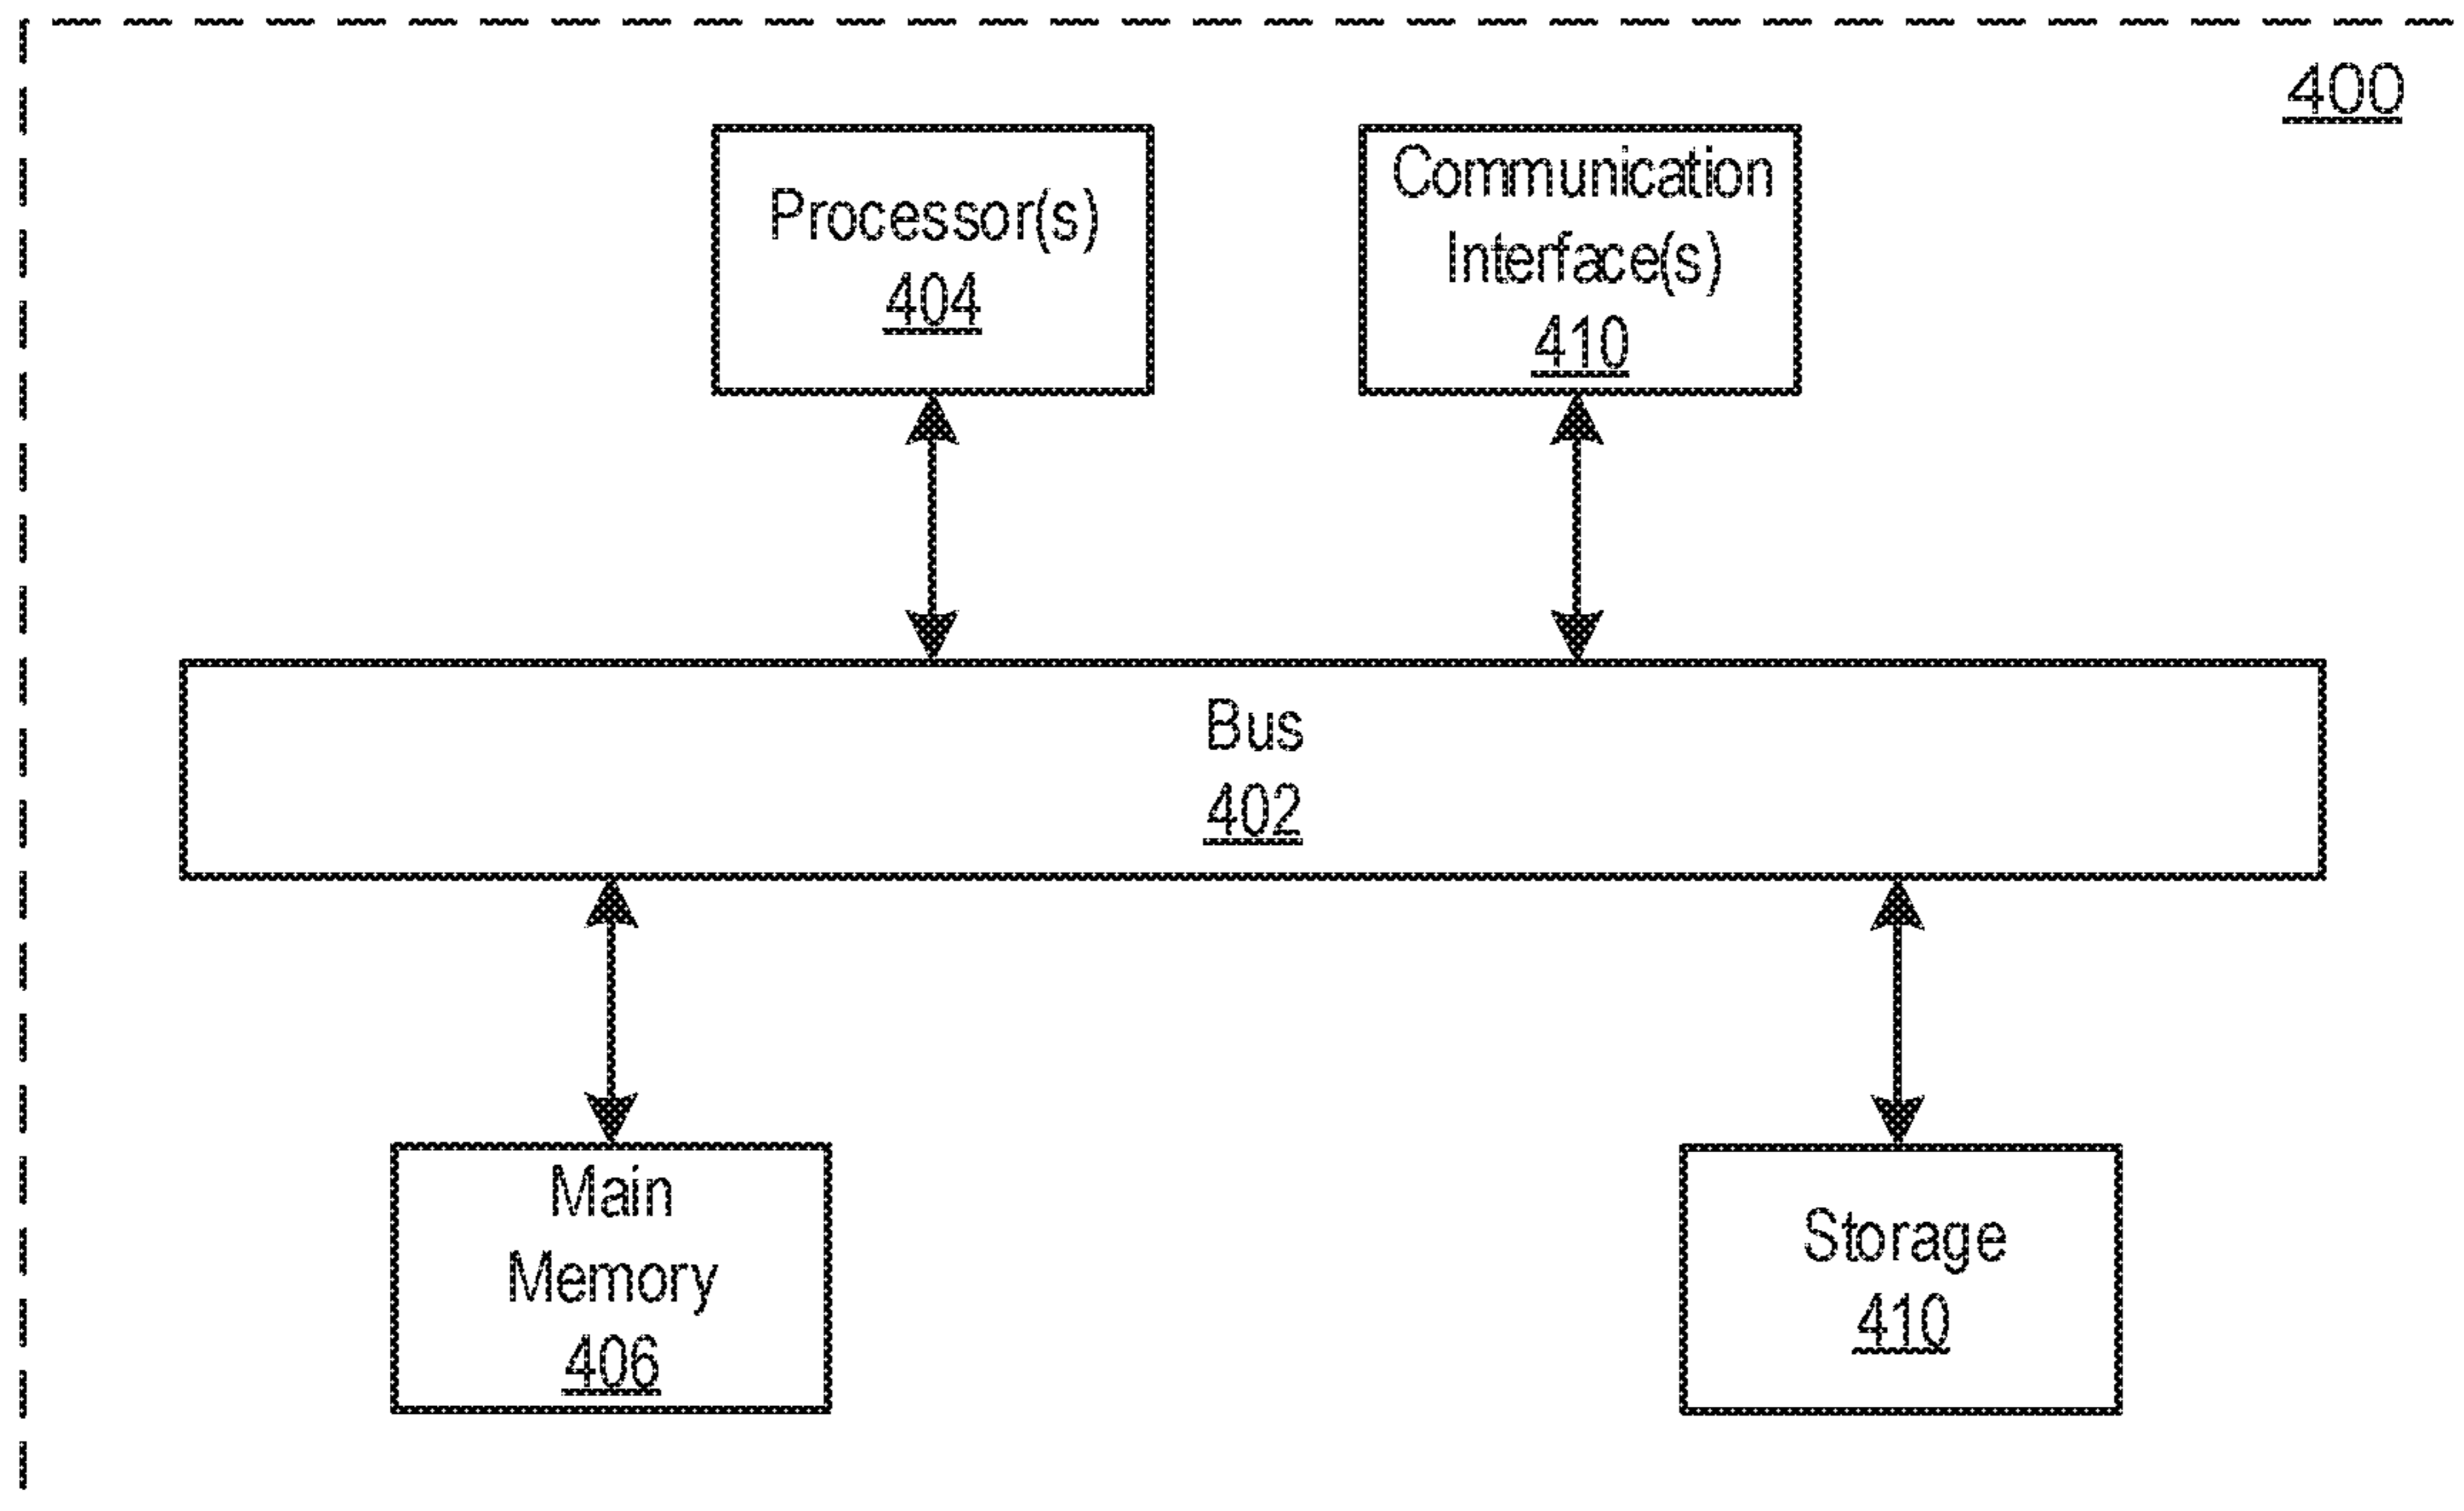 400
Processor(s)
404
Communication
Interface(s)
410
Bus
402
Main
Memory
406
Storage
410